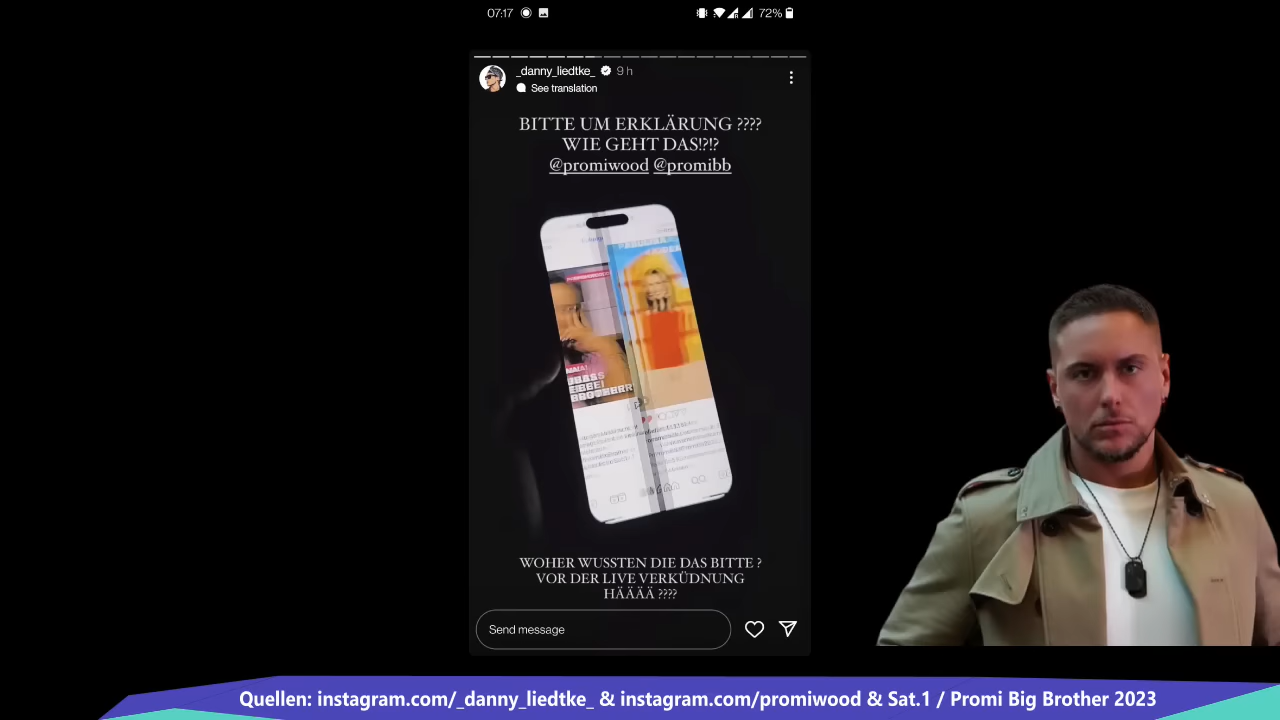 07:17
72%
_danny_liedtke_ 9 h
See translation
BITTE UM ERKLÄRUNG ????
WIE GEHT DAS!?!?
@promiwood @promibb
WOHER WUSSTEN DIE DAS BITTE ?
VOR DER LIVE VERKÜDNUNG
HÄÄÄÄ ????
Send message
Quellen: instagram.com/_danny_liedtke_ & instagram.com/promiwood & Sat.1 / Promi Big Brother 2023